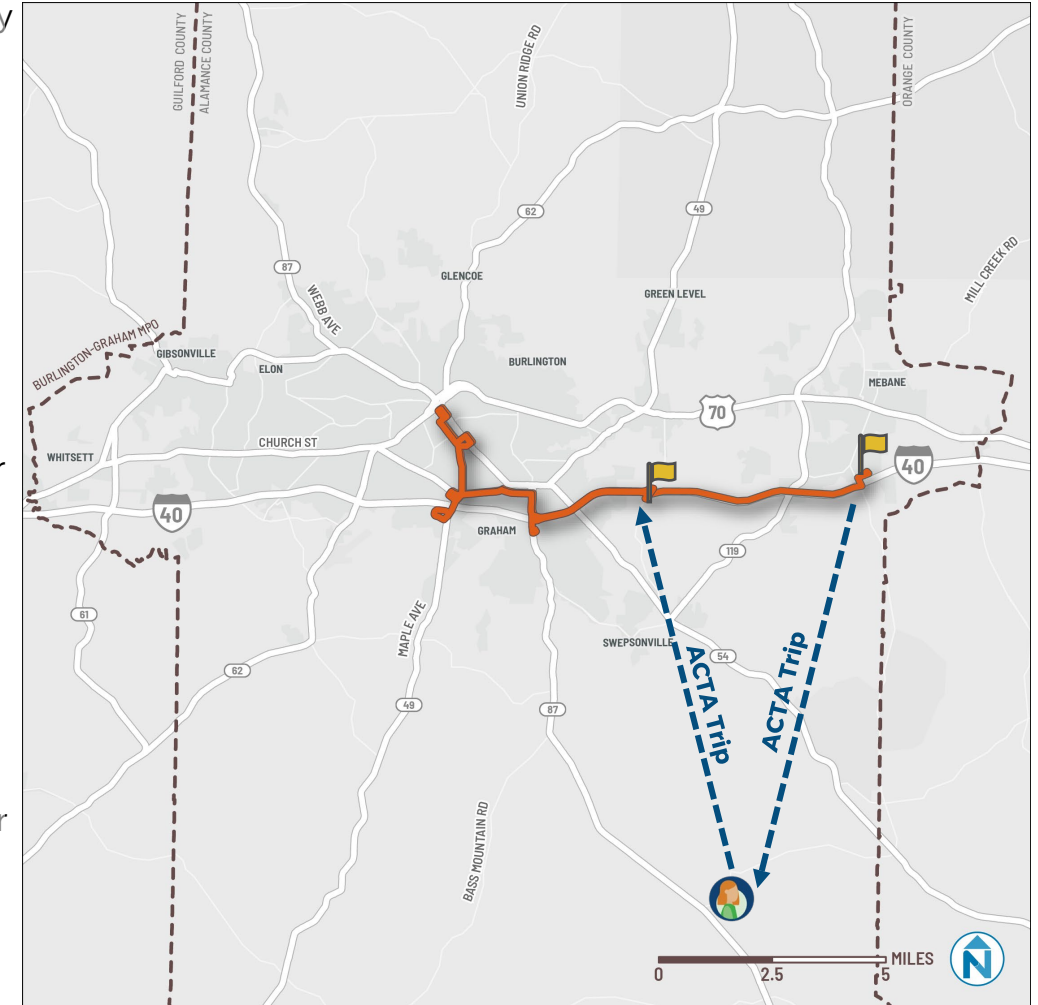 y
GUILFORD COUNTY
ALAMANCE COUNTY
UNION RIDGE RD
ORANGE COUNTY
62
49
MILL CREEK RD
87
GLENCOE
GREEN LEVEL
WEBB AVE
BURLINGTON-GRAHAM MPO
GIBSONVILLE
ELON
BURLINGTON
MEBANE
70
CHURCH ST
WHITSETT
r
40
40
GRAHAM
119
61
MAPLE AVE
SWEPSONVILLE
54
62
ACTA Trip
ACTA Trip
49
87
r
BASS MOUNTAIN RD
MILES
0 2.5 5
N